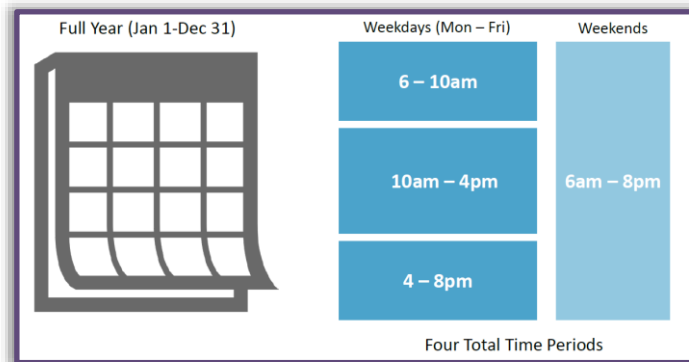 Full Year (Jan 1-Dec 31)
Weekdays (Mon – Fri)
Weekends
6 – 10am
10am – 4pm
6am – 8pm
4 – 8pm
Four Total Time Periods